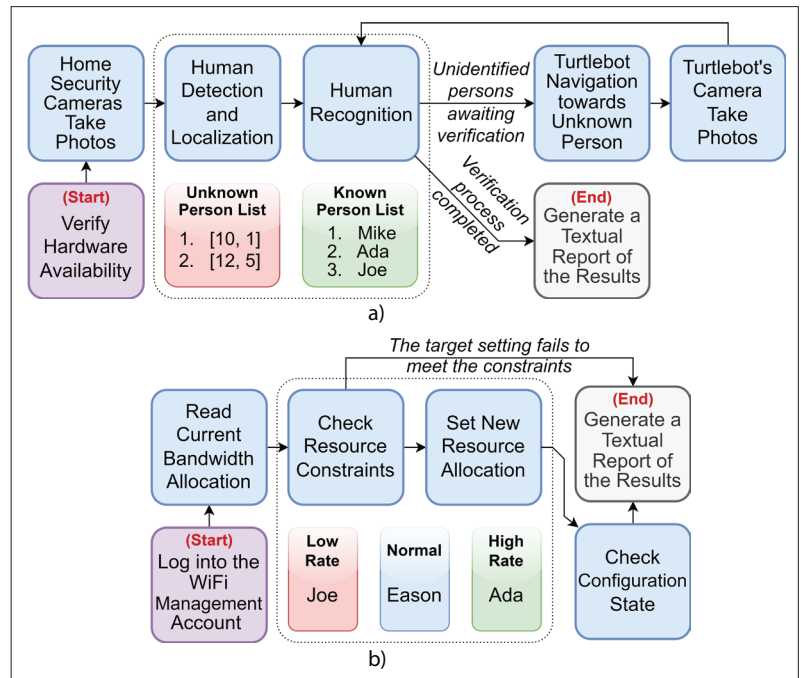 Home
Security
Cameras
Take
Photos
Human
Detection
and
Localization
Human
Recognition
Unidentified
persons
awaiting
verification
Turtlebot
Navigation
towards
Unknown
Person
Turtlebot's
Camera
Take
Photos
(Start)
Verify
Hardware
Availability
Unknown
Person List
1. [10, 1]
2. [12, 5]
Known
Person List
1. Mike
2. Ada
3. Joe
Verification
process
completed
(End)
Generate a
Textual
Report of
the Results
a)
The target setting fails to
meet the constraints
Read
Current
Bandwidth
Allocation
Check
Resource
Constraints
Set New
Resource
Allocation
(End)
Generate a
Textual
Report of
the Results
(Start)
Log into the
WiFi
Management
Account
Low
Rate
Joe
Normal
Eason
High
Rate
Ada
Check
Configuration
State
b)